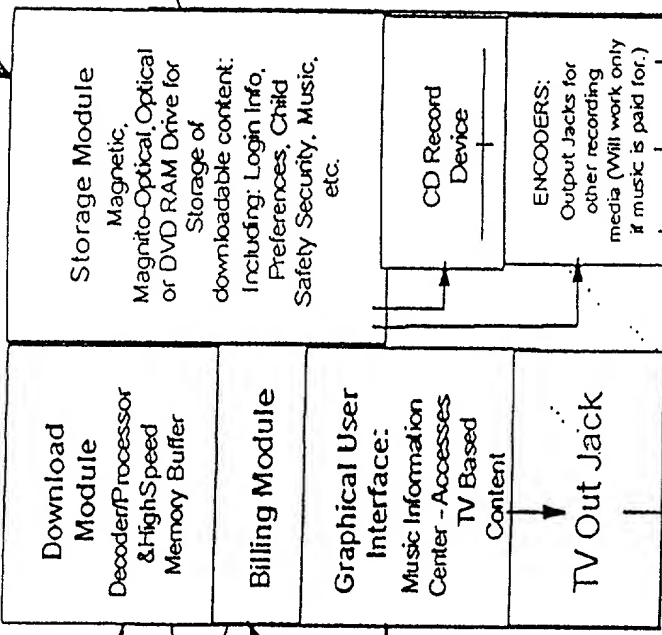 Storage Module
Magnetic,
Magnito-Optical, Optical
or DVD RAM Drive for
Storage of
downloadable content:
Including: Login Info,
Preferences, Child
Safety Security, Music,
etc.
CD Record
Device
ENCODERS:
Output Jacks for
other recording
media (Will work only
if music is paid for.)
Download
Module
Decoder/Processor
&HighSpeed
Memory Buffer
Billing Module
Graphical User
Interface:
Music Information
Center - Accesses
TV Based
Content
TV Out Jack